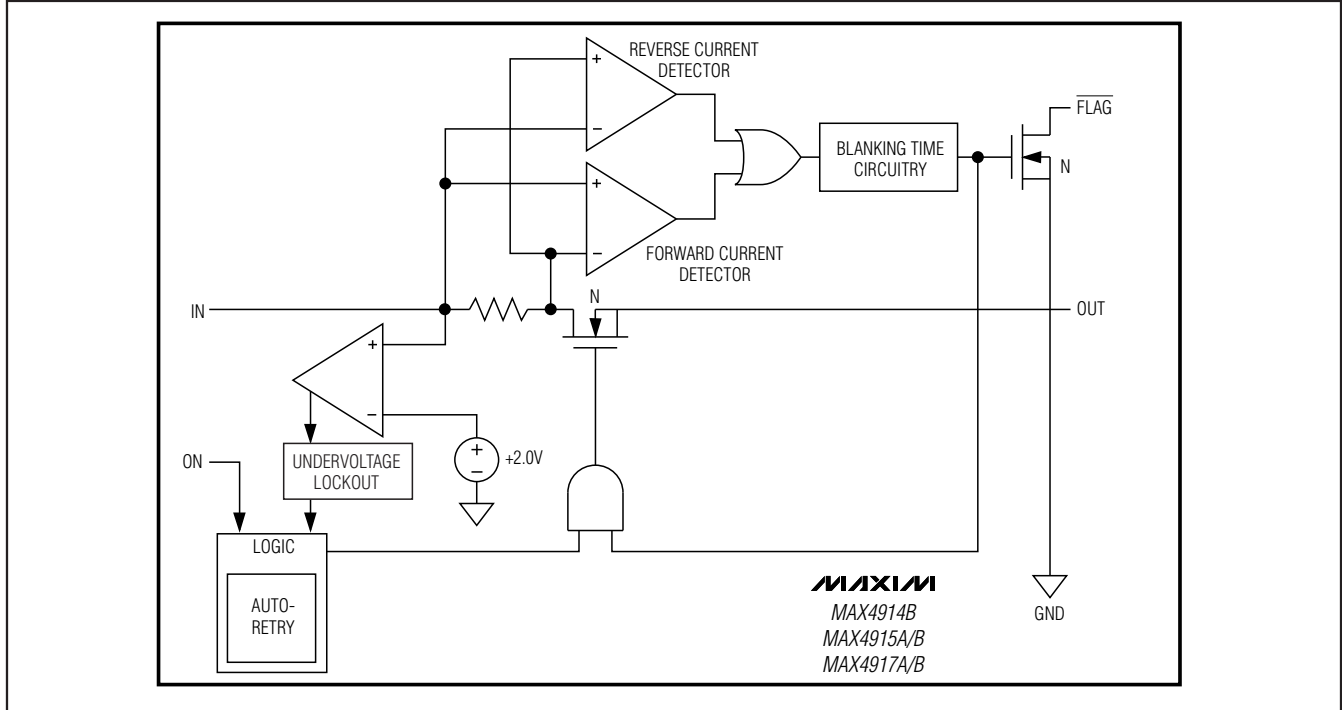 REVERSE CURRENT
DETECTOR
+
−
+
−
FORWARD CURRENT
DETECTOR
BLANKING TIME
CIRCUITRY
FLAG
N
IN
N
OUT
+
−
ON
UNDERVOLTAGE
LOCKOUT
+
−
+2.0V
LOGIC
AUTO-
RETRY
MAXIM
MAX4914B
MAX4915A/B
MAX4917A/B
GND